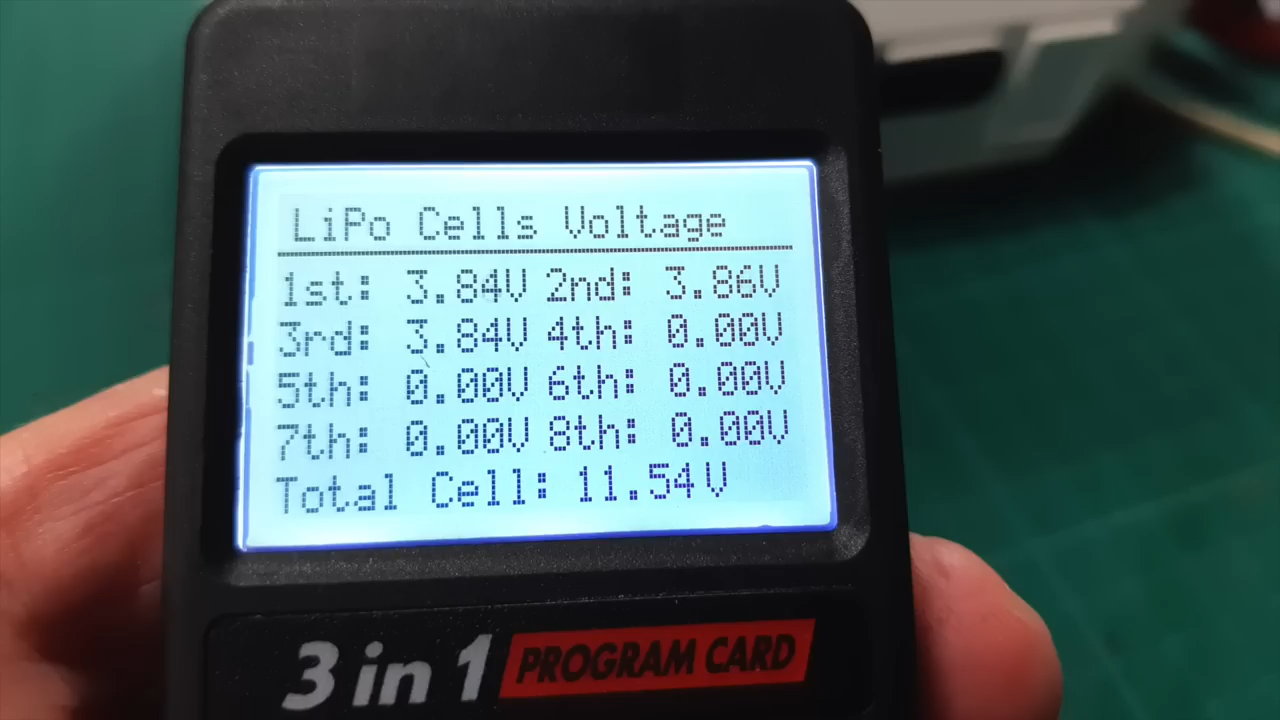 LiPo Cells Voltage
1st: 3.84V 2nd: 3.86V
3rd: 3.84V 4th: 0.00V
5th: 0.00V 6th: 0.00V
7th: 0.00V 8th: 0.00V
Total Cell: 11.54V
3 in 1 PROGRAM CARD